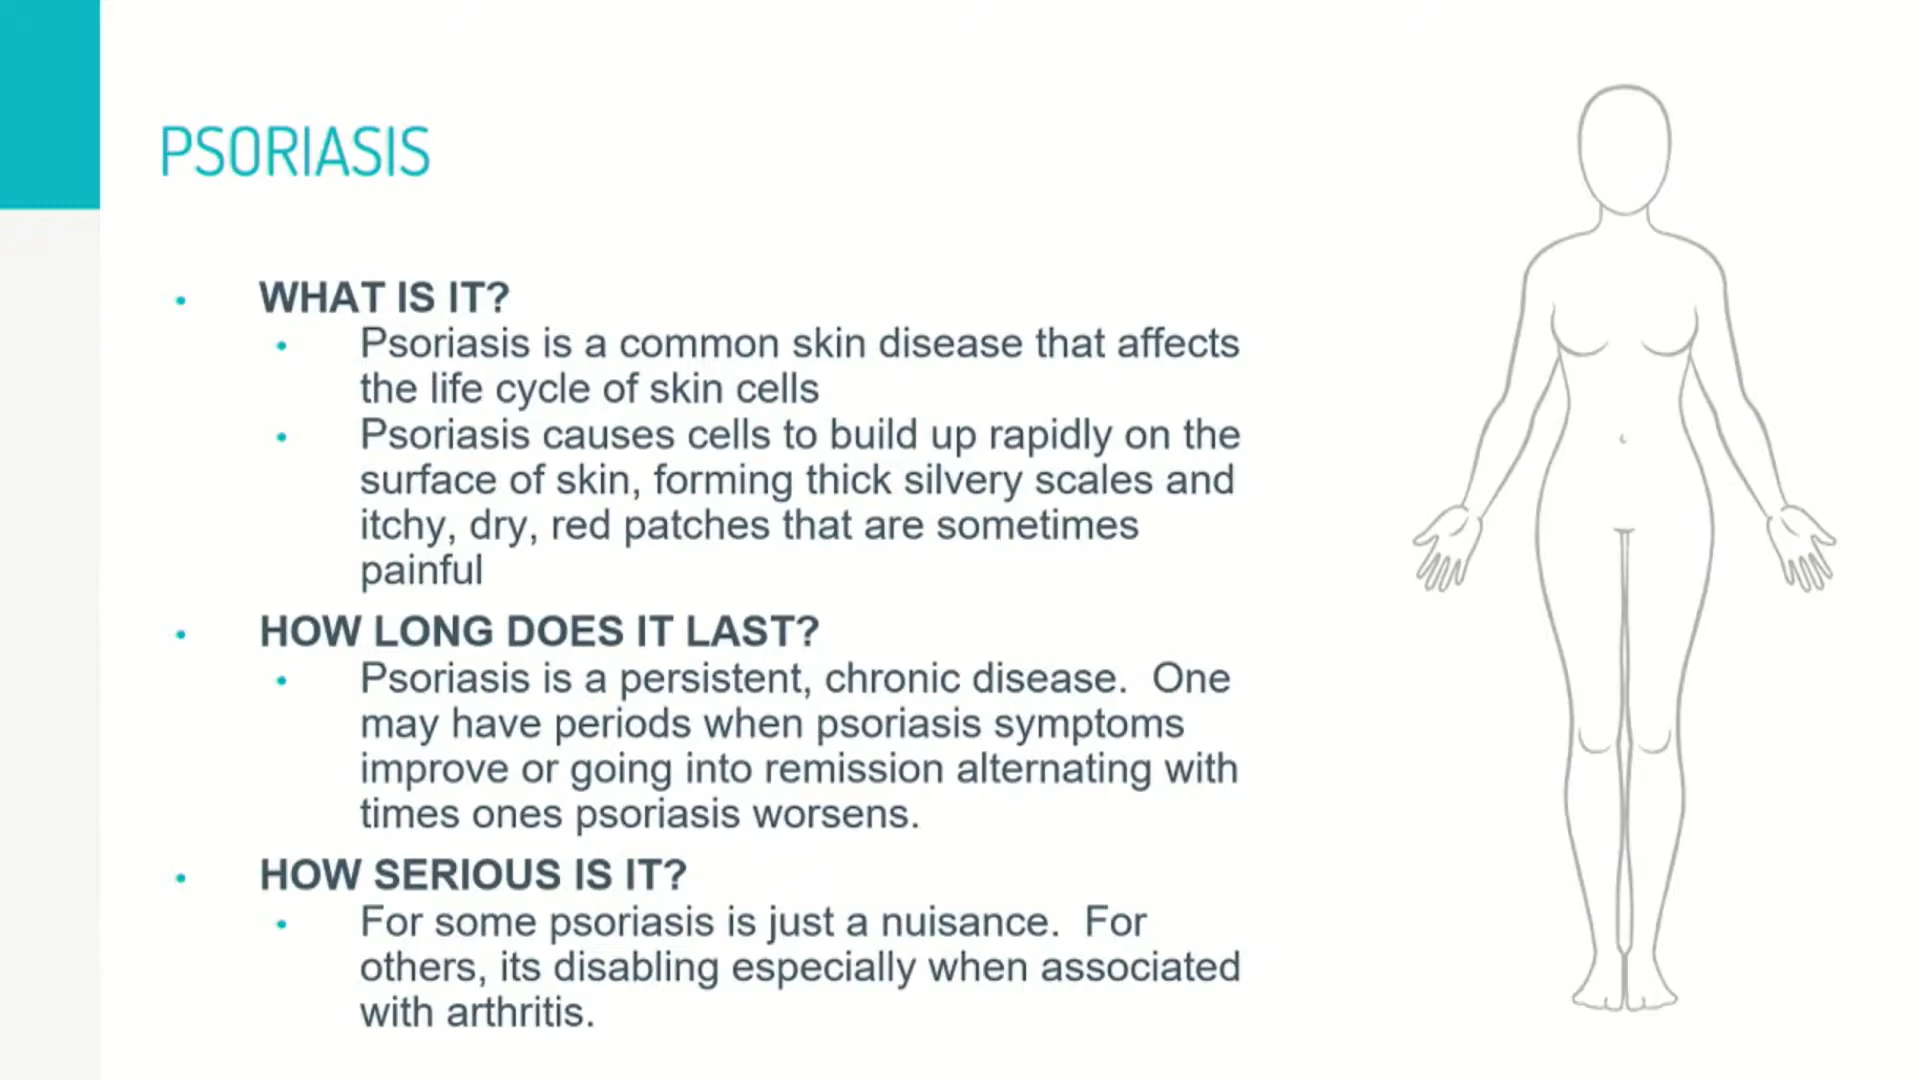 PSORIASIS
• WHAT IS IT?
• Psoriasis is a common skin disease that affects
the life cycle of skin cells
• Psoriasis causes cells to build up rapidly on the
surface of skin, forming thick silvery scales and
itchy, dry, red patches that are sometimes
painful
• HOW LONG DOES IT LAST?
• Psoriasis is a persistent, chronic disease.  One
may have periods when psoriasis symptoms
improve or going into remission alternating with
times ones psoriasis worsens.
• HOW SERIOUS IS IT?
• For some psoriasis is just a nuisance.  For
others, its disabling especially when associated
with arthritis.